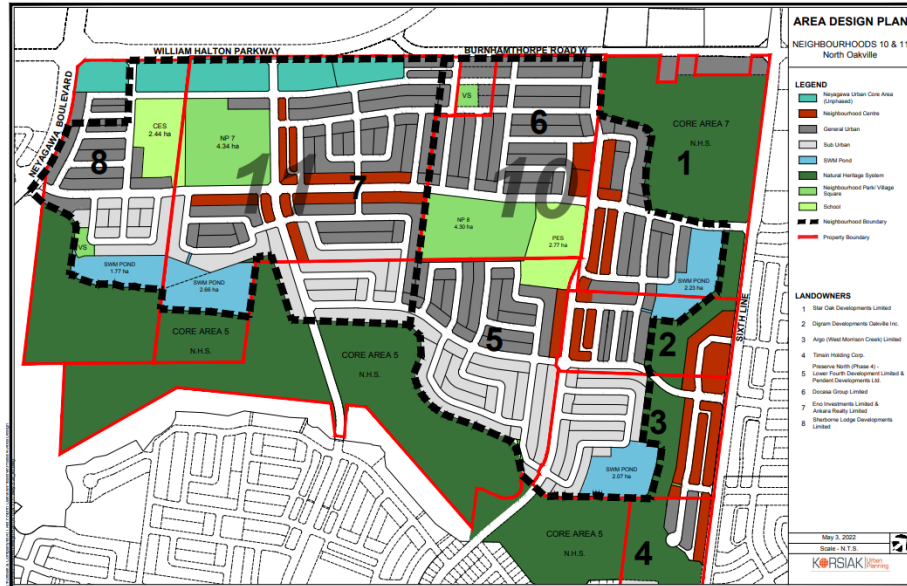 WILLIAM HALTON PARKWAY
BURNHAMTHORPE ROAD W
NEYAGAWA BOULEVARD
SIXTH LINE
CES
2.44 ha
NP 7
4.34 ha
VS
6
CORE AREA 7
N.H.S.
1
8
11
7
10
NP 8
4.30 ha
PES
2.77 ha
VS
SWM POND
1.77 ha
SWM POND
2.66 ha
SWM POND
2.23 ha
CORE AREA 5
N.H.S.
CORE AREA 5
N.H.S.
5
2
3
SWM POND
2.07 ha
CORE AREA 5
N.H.S.
4
AREA DESIGN PLAN
NEIGHBOURHOODS 10 & 11
North Oakville
LEGEND
Neyagawa Urban Core Area
(Unphased)
Neighbourhood Centre
General Urban
Sub Urban
SWM Pond
Natural Heritage System
Neighbourhood Park/ Village
Square
School
Neighbourhood Boundary
Property Boundary
LANDOWNERS
1 Star Oak Developments Limited
2 Digram Developments Oakville Inc.
3 Argo (West Morrison Creek) Limited
4 Timsin Holding Corp.
5 Preserve North (Phase 4) -
Lower Fourth Development Limited &
Pendent Developments Ltd.
6 Docasa Group Limited
7 Eno Investments Limited &
Ankara Realty Limited
8 Sherborne Lodge Developments
Limited
May 3, 2022
Scale - N.T.S.
KORSIAK Urban
Planning